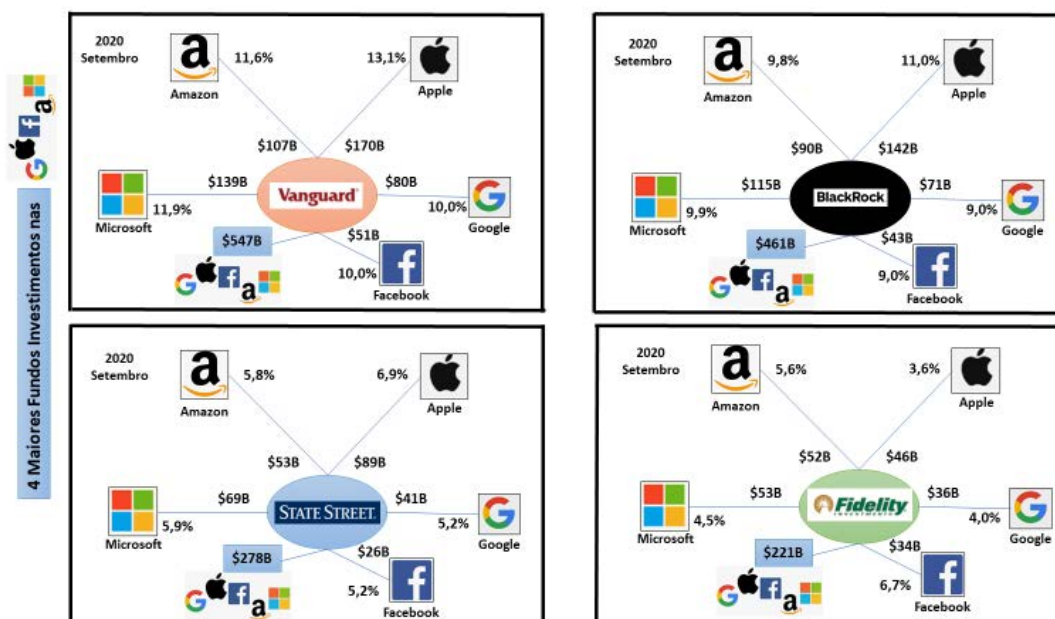 4 Maiores Fundos Investimentos nas
2020
Setembro
11,6%
Amazon
13,1%
Apple
$107B
$170B
$139B
Vanguard
$80B
11,9%
Microsoft
10,0%
Google
$547B
$51B
10,0%
Facebook
2020
Setembro
9,8%
Amazon
11,0%
Apple
$90B
$142B
$115B
BLACKROCK
$71B
9,9%
Microsoft
9,0%
Google
$461B
$43B
9,0%
Facebook
2020
Setembro
5,8%
Amazon
6,9%
Apple
$53B
$89B
$69B
STATE STREET
$41B
5,9%
Microsoft
5,2%
Google
$278B
$26B
5,2%
Facebook
2020
Setembro
5,6%
Amazon
3,6%
Apple
$52B
$46B
$53B
Fidelity
INVESTMENTS
$36B
4,5%
Microsoft
4,0%
Google
$221B
$34B
6,7%
Facebook